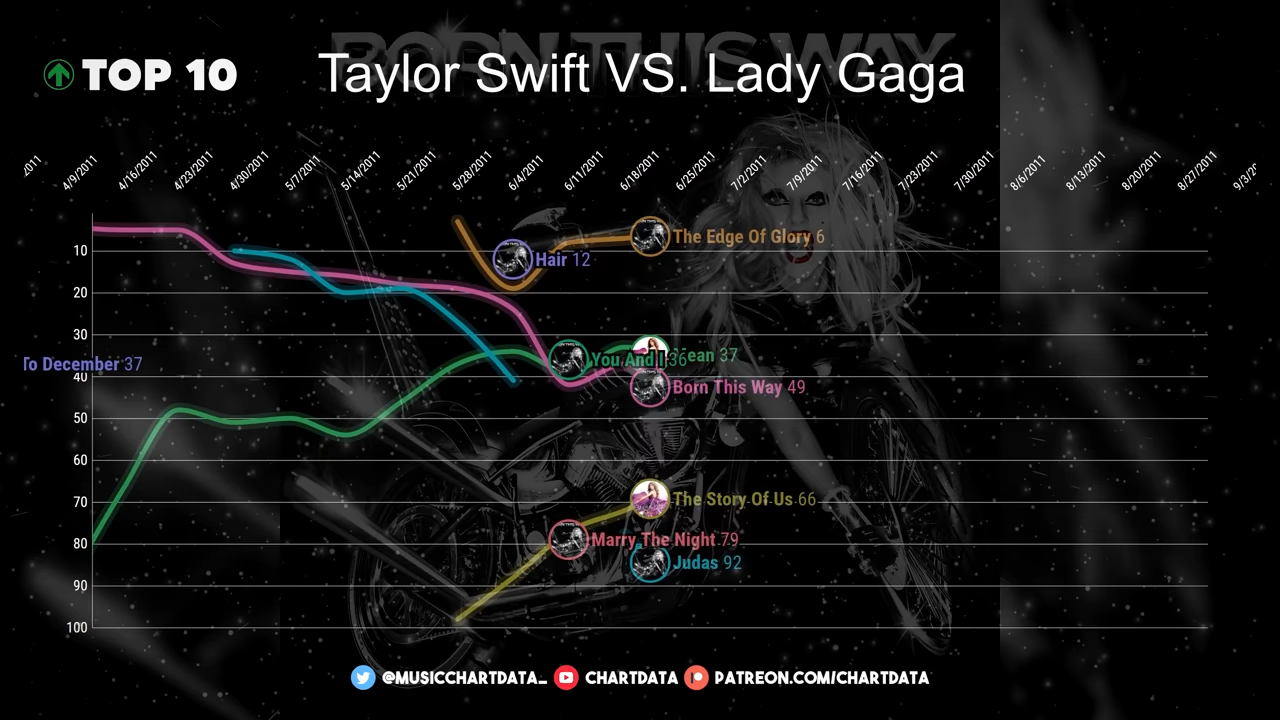 BORN THIS WAY
TOP 10
Taylor Swift VS. Lady Gaga
4/9/2011 4/16/2011 4/23/2011 4/30/2011 5/7/2011 5/14/2011 5/21/2011 5/28/2011 6/4/2011 6/11/2011 6/18/2011 6/25/2011 7/2/2011 7/9/2011 7/16/2011 7/23/2011 7/30/2011 8/6/2011 8/13/2011 8/20/2011 8/27/2011
The Edge Of Glory 6
10
Hair 12
20
30
You And I 36
37
To December 37
40
Born This Way 49
50
60
70
The Story Of Us 66
Marry The Night 79
80
Judas 92
90
100
@MUSICCHARTDATA_ CHARTDATA PATREON.COM/CHARTDATA